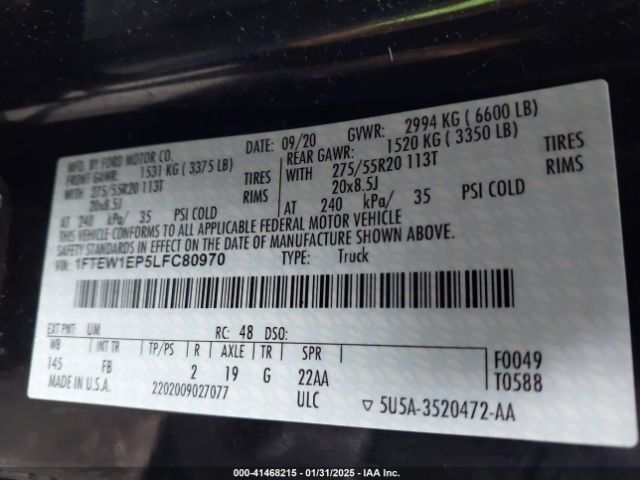 MFD. BY FORD MOTOR CO. DATE: 09/20 GVWR: 2994 KG ( 6600 LB)
FRONT GAWR: 1531 KG ( 3375 LB) REAR GAWR: 1520 KG ( 3350 LB)
WITH 275/55R20 113T TIRES WITH 275/55R20 113T TIRES
20x8.5J RIMS 20x8.5J RIMS
AT 240 kPa/ 35 PSI COLD AT 240 kPa/ 35 PSI COLD
THIS VEHICLE CONFORMS TO ALL APPLICABLE FEDERAL MOTOR VEHICLE
SAFETY STANDARDS IN EFFECT ON THE DATE OF MANUFACTURE SHOWN ABOVE.
VIN: 1FTEW1EP5LFC80970 TYPE: Truck
EXT PNT: UM RC: 48 DSO:
WB INT TR TP/PS R AXLE TR SPR F0049
145 FB 2 19 G 22AA T0588
MADE IN U.S.A. 2202009027077 ULC ▽ 5U5A-3520472-AA
000-41468215 - 01/31/2025 - IAA Inc.